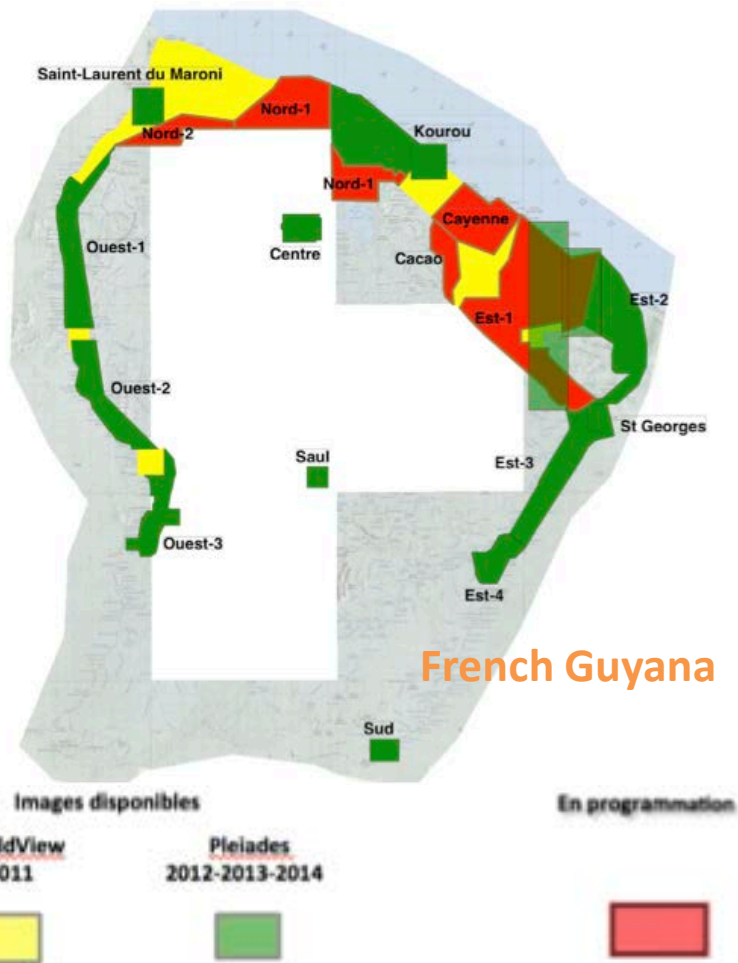 Saint-Laurent du Maroni
Nord-1
Nord-2
Kourou
Nord-1
Cayenne
Ouest-1
Centre
Cacao
Est-2
Est-1
Ouest-2
St Georges
Saul
Est-3
Ouest-3
Est-4
French Guyana
Sud
Images disponibles
En programmation
ldView
Pleiades
011
2012-2013-2014